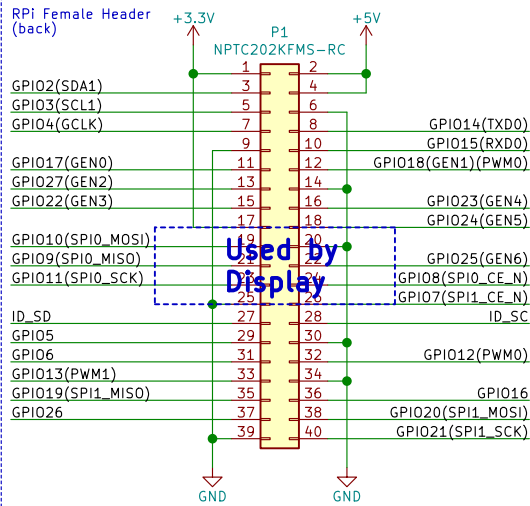 RPi Female Header
(back)
+3.3V
+5V
P1
NPTC202KFMS-RC
1 2
GPIO2(SDA1) 3 4
GPIO3(SCL1) 5 6
GPIO4(GCLK) 7 8 GPIO14(TXD0)
9 10 GPIO15(RXD0)
GPIO17(GEN0) 11 12 GPIO18(GEN1)(PWM0)
GPIO27(GEN2) 13 14
GPIO22(GEN3) 15 16 GPIO23(GEN4)
17 18 GPIO24(GEN5)
GPIO10(SPI0_MOSI) 19 20
Used by
GPIO9(SPI0_MISO) 21 22 GPIO25(GEN6)
GPIO11(SPI0_SCK) 23 24 GPIO8(SPI0_CE_N)
Display
25 26 GPIO7(SPI1_CE_N)
ID_SD 27 28 ID_SC
GPIO5 29 30
GPIO6 31 32 GPIO12(PWM0)
GPIO13(PWM1) 33 34
GPIO19(SPI1_MISO) 35 36 GPIO16
GPIO26 37 38 GPIO20(SPI1_MOSI)
39 40 GPIO21(SPI1_SCK)
GND
GND